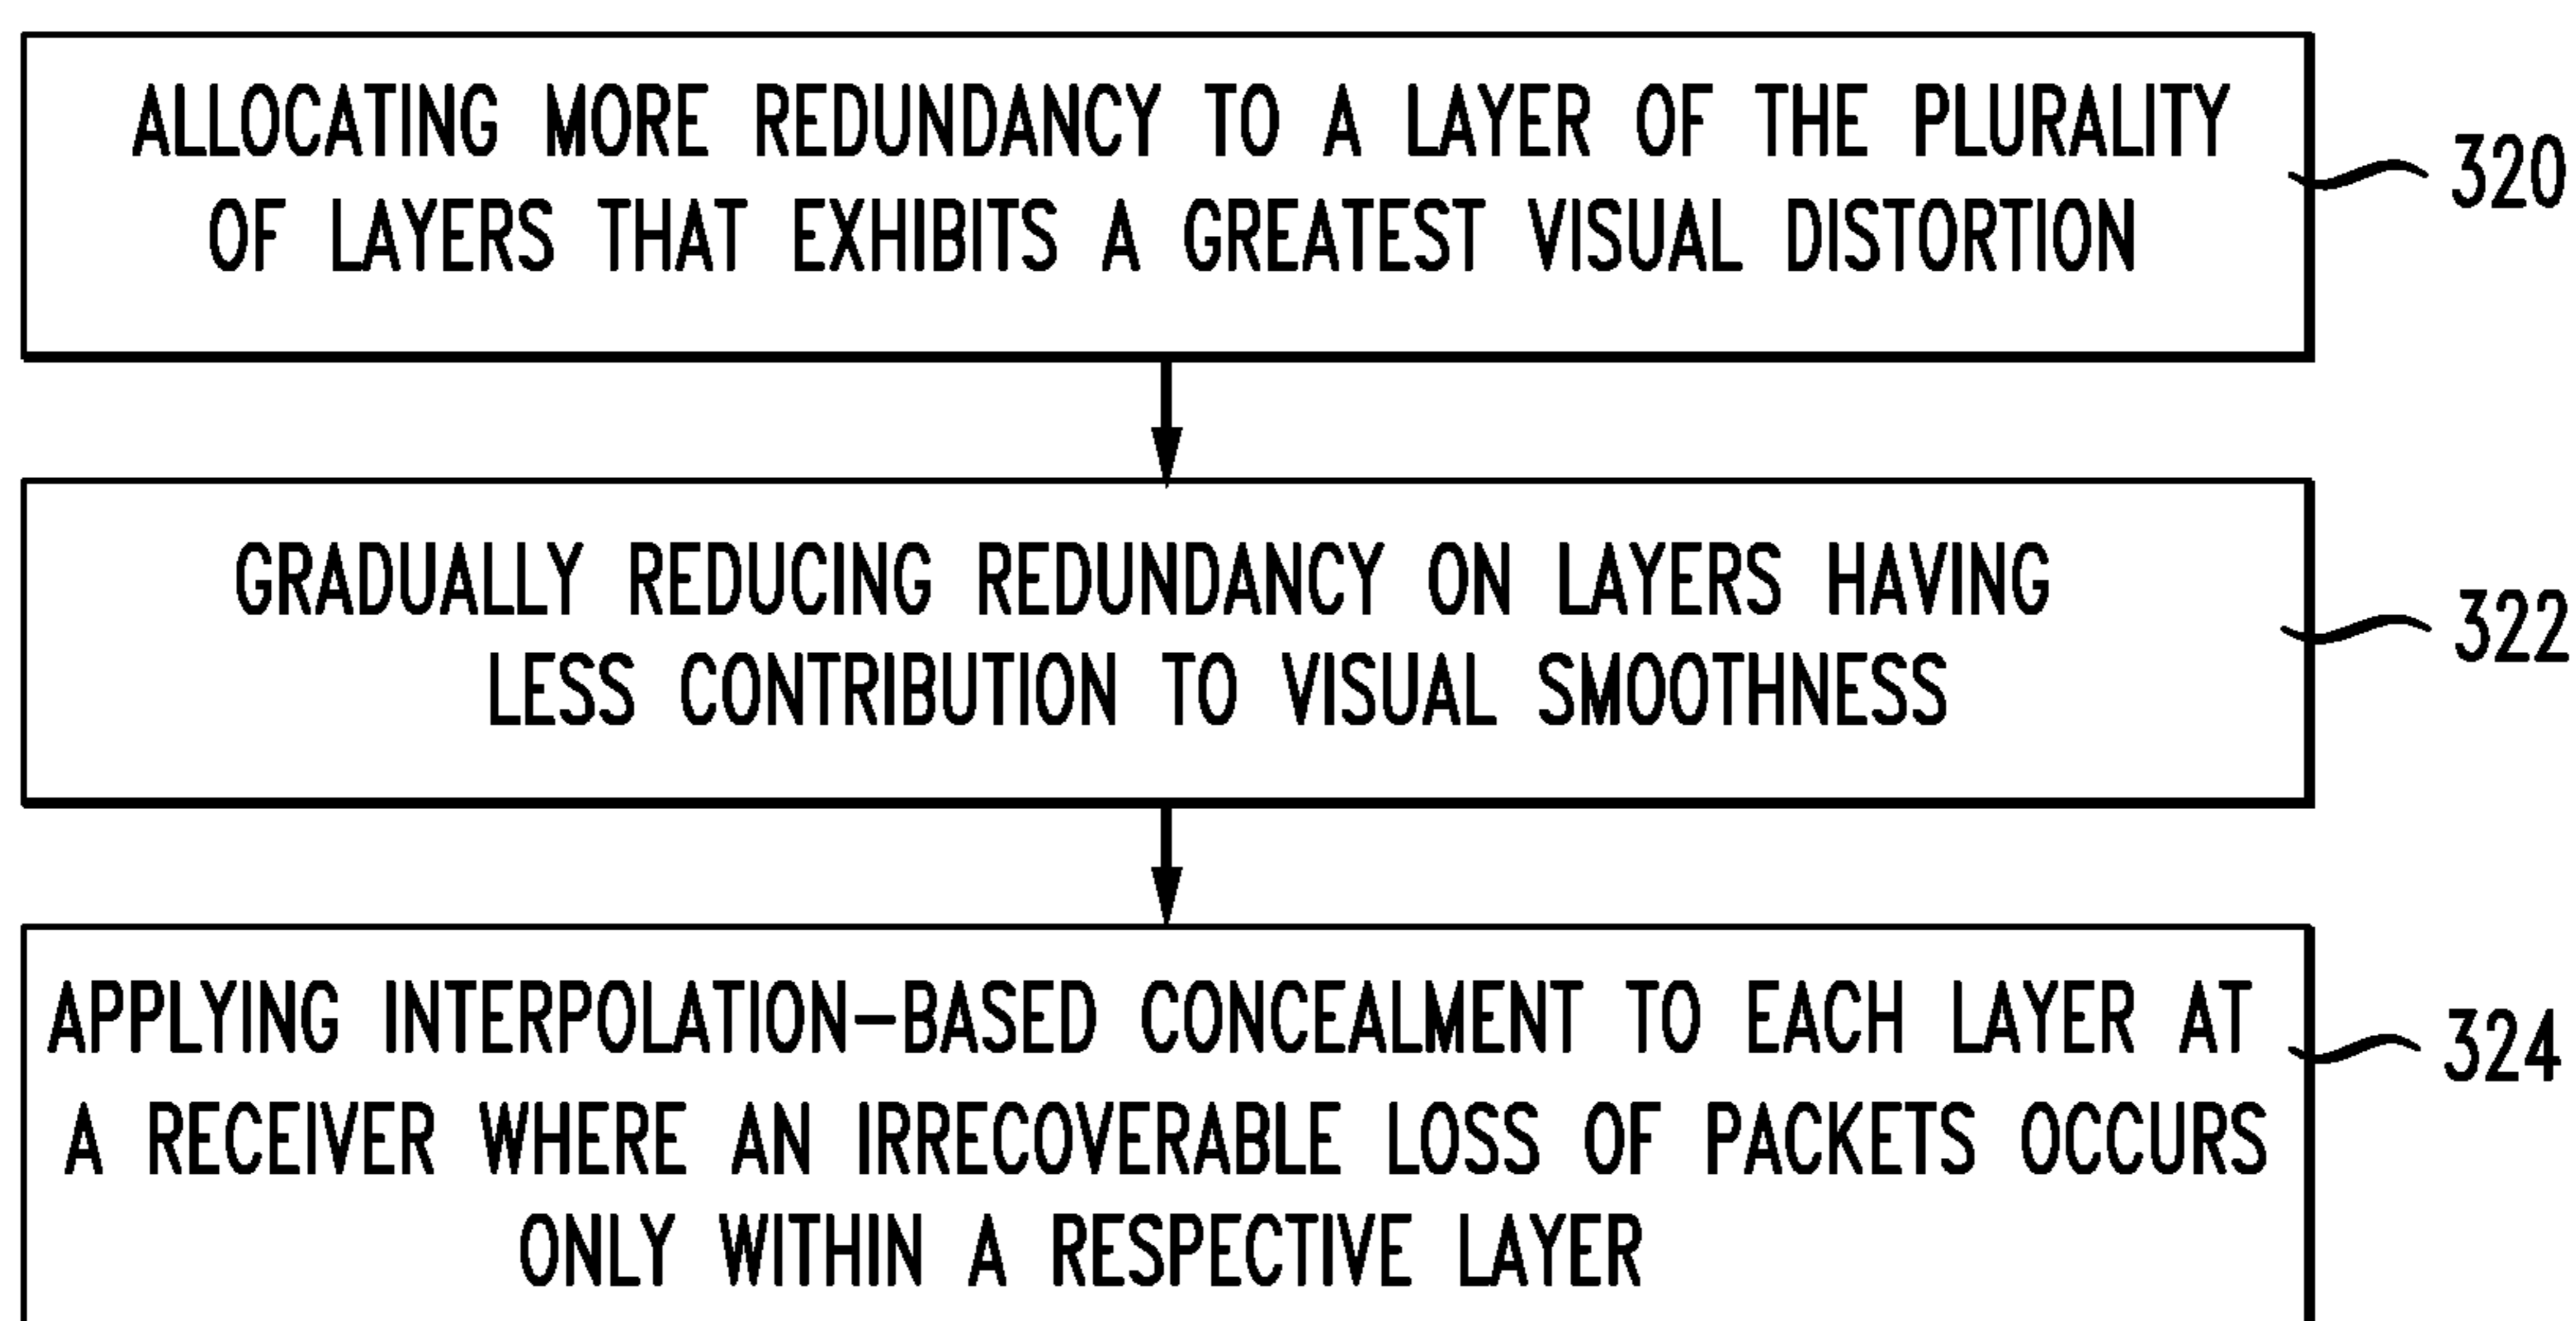 ALLOCATING MORE REDUNDANCY TO A LAYER OF THE PLURALITY
OF LAYERS THAT EXHIBITS A GREATEST VISUAL DISTORTION
320
GRADUALLY REDUCING REDUNDANCY ON LAYERS HAVING
LESS CONTRIBUTION TO VISUAL SMOOTHNESS
322
APPLYING INTERPOLATION-BASED CONCEALMENT TO EACH LAYER AT
A RECEIVER WHERE AN IRRECOVERABLE LOSS OF PACKETS OCCURS
ONLY WITHIN A RESPECTIVE LAYER
324